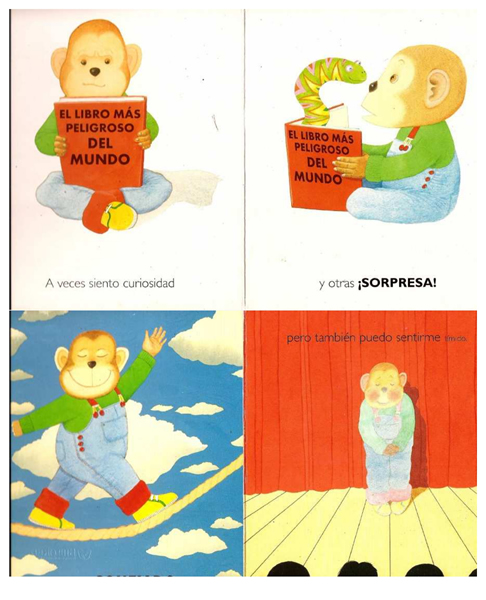 EL LIBRO MÁS
PELIGROSO
DEL
MUNDO
A veces siento curiosidad
EL LIBRO MÁS
PELIGROSO
DEL
MUNDO
y otras ¡SORPRESA!
pero también puedo sentirme